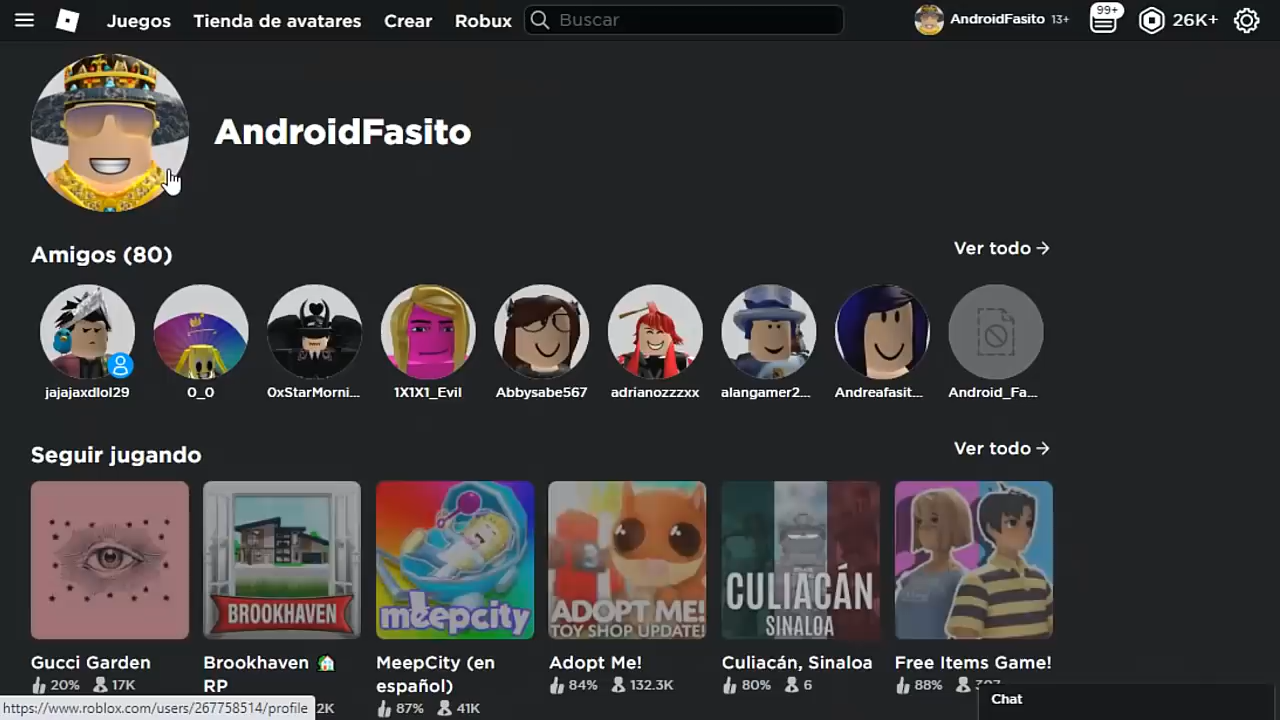 Juegos Tienda de avatares Crear Robux Buscar AndroidFasito 13+ 99+ 26K+
AndroidFasito
Amigos (80) Ver todo →
jajajaxdlol29 0_0 0xStarMorni... 1X1X1_Evil Abbysabe567 adrianozzzxx alangamer2... Andreafasit... Android_Fa...
Seguir jugando Ver todo →
BROOKHAVEN
meepcity
ADOPT ME!
TOY SHOP UPDATE!
CULIACÁN
SINALOA
Gucci Garden Brookhaven 🏠 MeepCity (en Adopt Me! Culiacán, Sinaloa Free Items Game!
RP español)
20% 17K 84% 132.3K 80% 6 88%
2K 87% 41K
Chat
https://www.roblox.com/users/267758514/profile